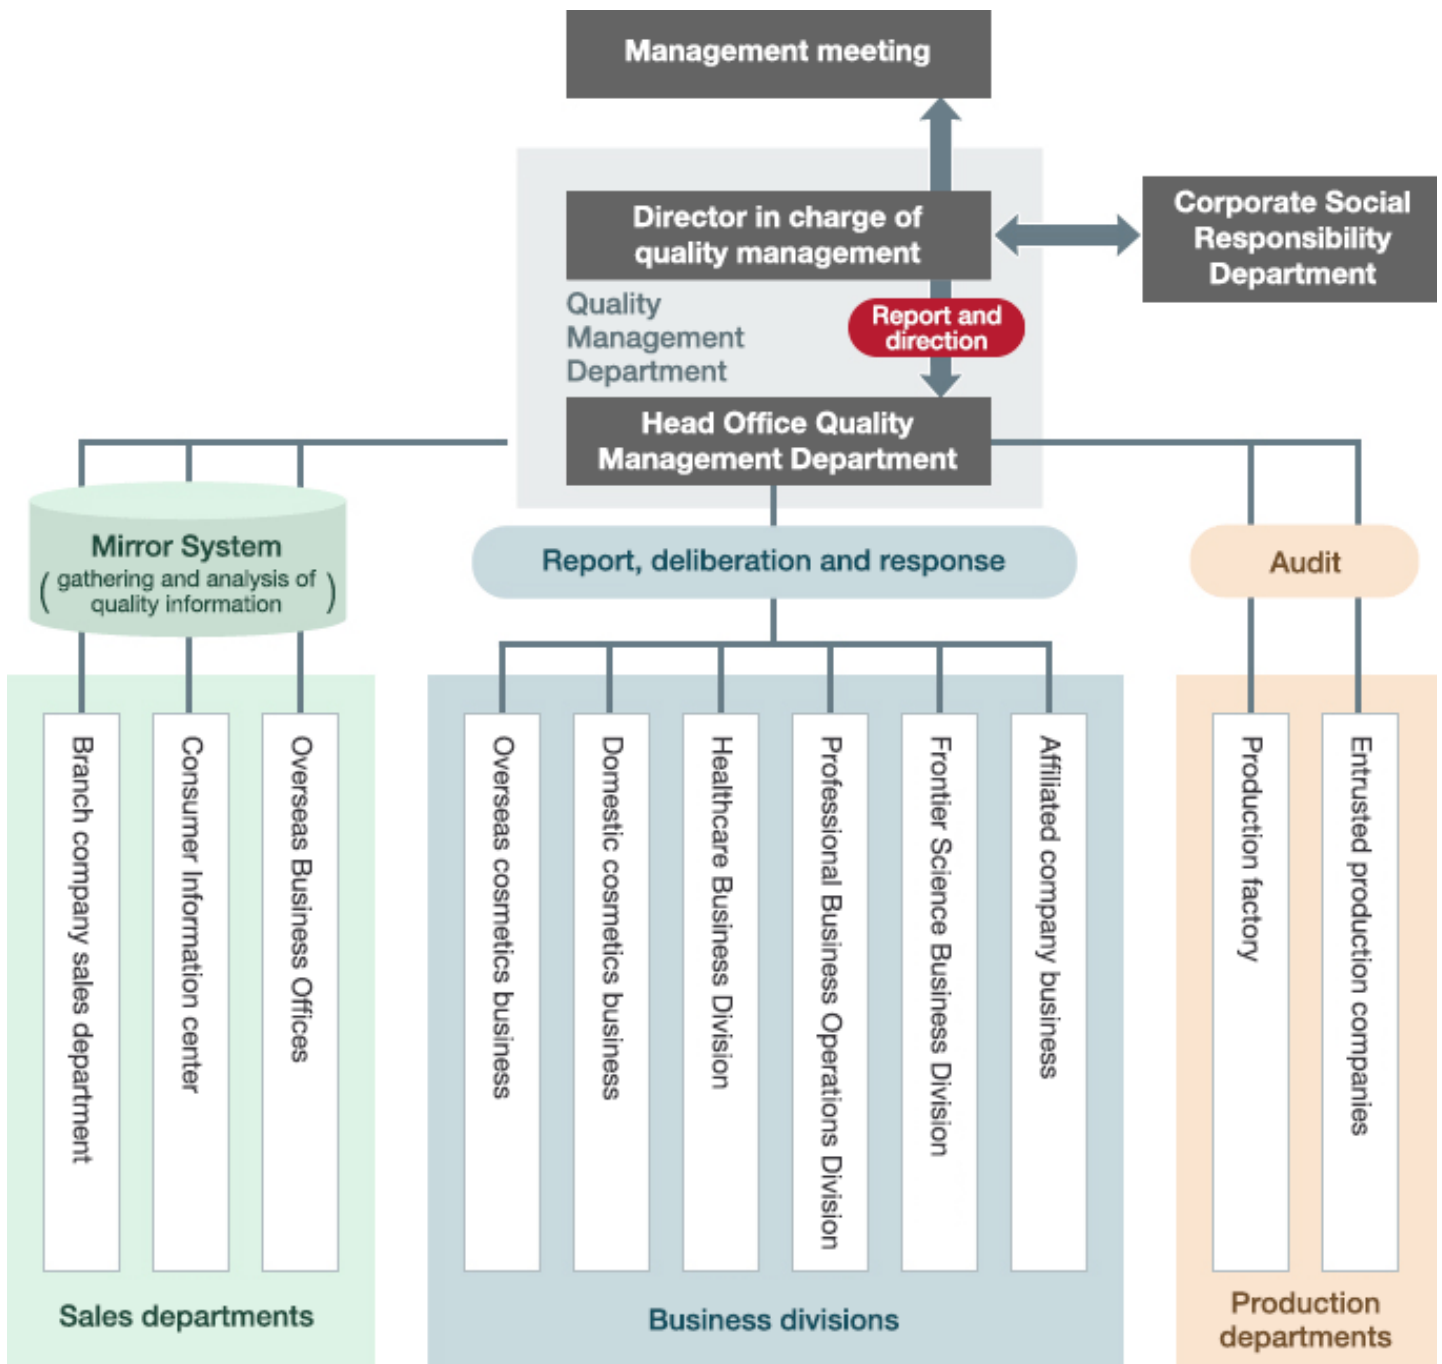 Management meeting
Director in charge of
quality management
Corporate Social
Responsibility
Department
Quality
Management
Department
Report and
direction
Head Office Quality
Management Department
Mirror System
( gathering and analysis of
quality information )
Report, deliberation and response
Audit
Branch company sales department
Consumer Information center
Overseas Business Offices
Overseas cosmetics business
Domestic cosmetics business
Healthcare Business Division
Professional Business Operations Division
Frontier Science Business Division
Affiliated company business
Production factory
Entrusted production companies
Sales departments
Business divisions
Production
departments